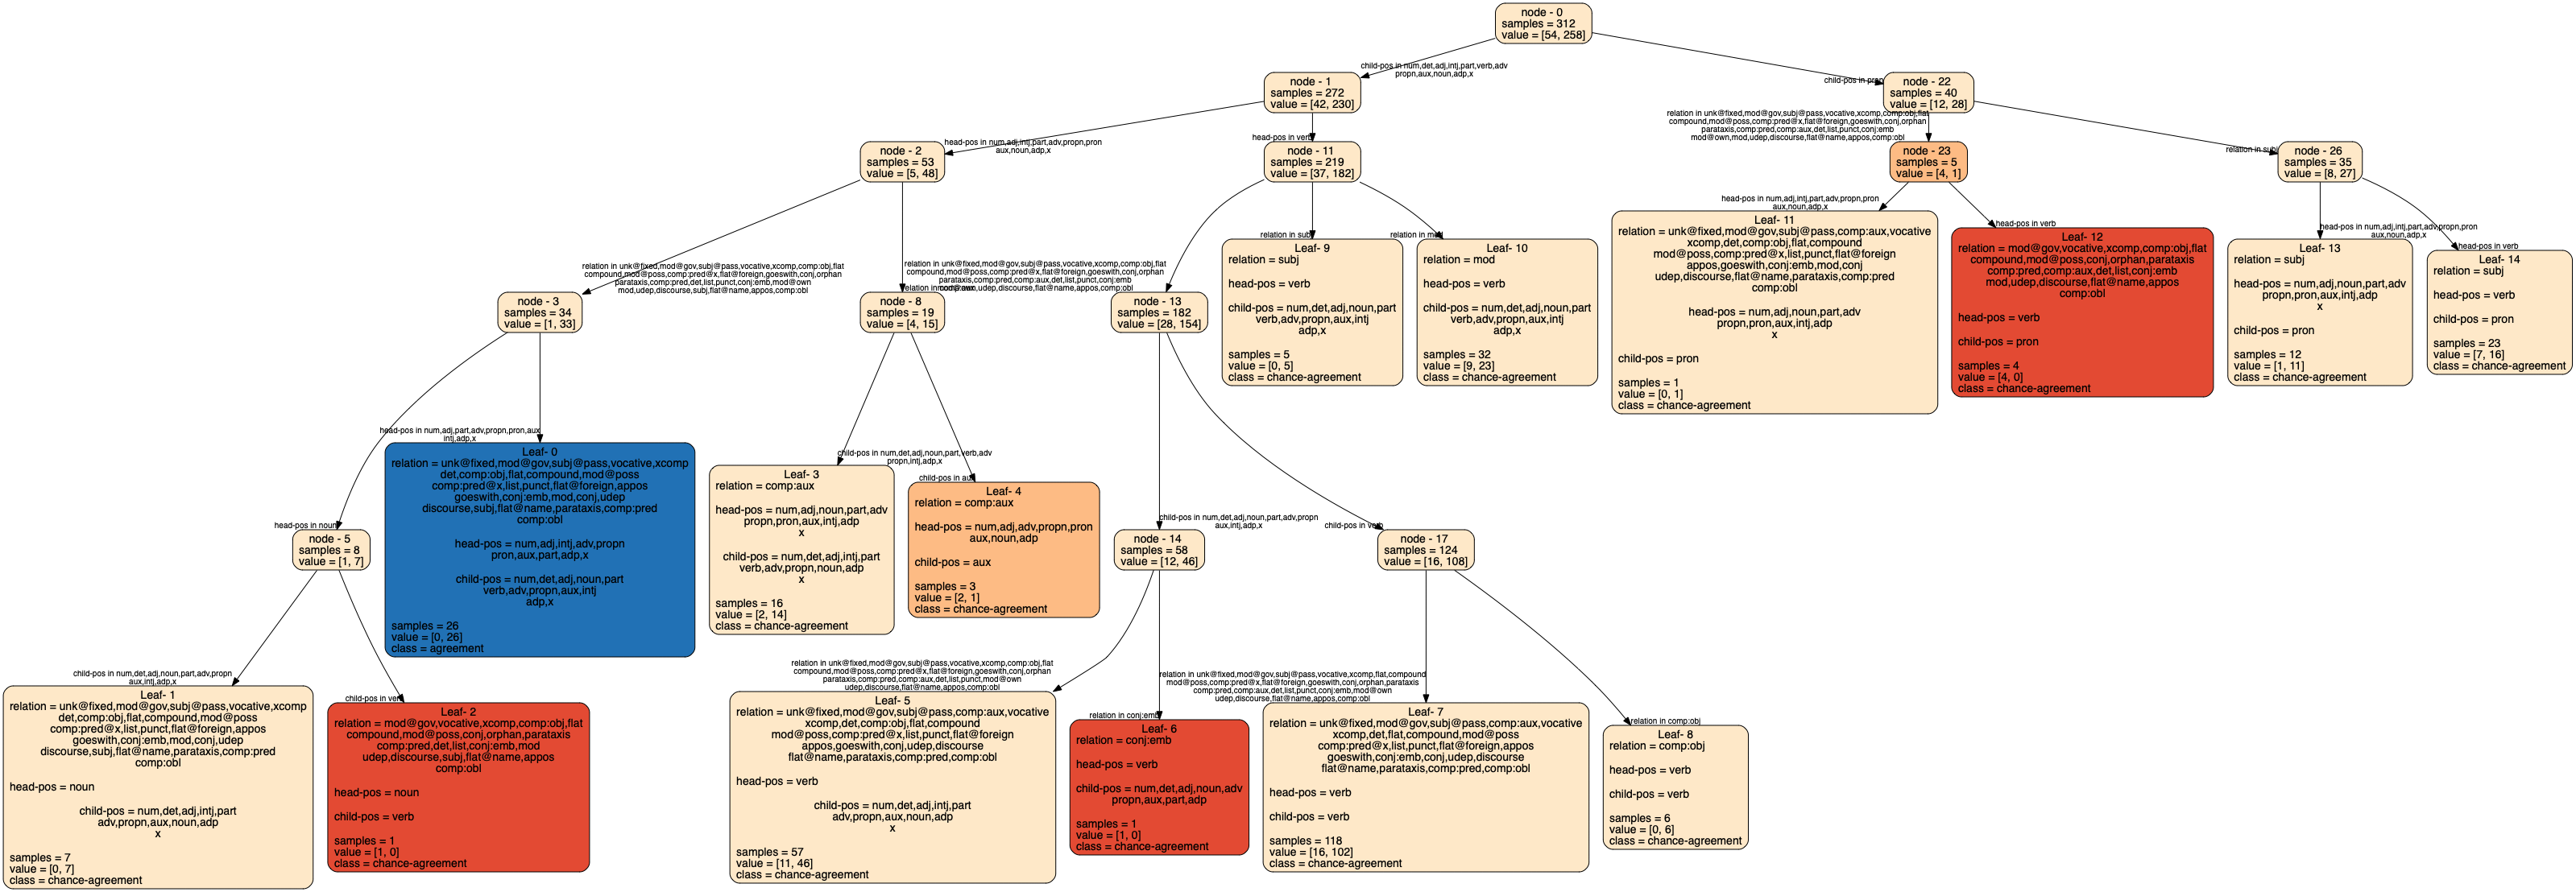 node - 0
samples = 312
value = [54, 258]
child-pos in num,det,adj,intj,part,verb,adv
propn,aux,noun,adp,x
child-pos in pron
node - 1
samples = 272
value = [42, 230]
node - 22
samples = 40
value = [12, 28]
head-pos in num,adj,intj,part,adv,propn,pron
aux,noun,adp,x
head-pos in verb
relation in unk@fixed,mod@gov,subj@pass,vocative,xcomp,comp:obj,flat
compound,mod@poss,comp:pred@x,flat@foreign,goeswith,conj,orphan
parataxis,comp:pred,comp:aux,det,list,punct,conj:emb
mod@own,mod,udep,discourse,flat@name,appos,comp:obl
relation in subj
node - 2
samples = 53
value = [5, 48]
node - 11
samples = 219
value = [37, 182]
node - 23
samples = 5
value = [4, 1]
node - 26
samples = 35
value = [8, 27]
relation in unk@fixed,mod@gov,subj@pass,vocative,xcomp,comp:obj,flat
compound,mod@poss,comp:pred@x,flat@foreign,goeswith,conj,orphan
parataxis,comp:pred,det,list,punct,conj:emb,mod@own
mod,udep,discourse,subj,flat@name,appos,comp:obl
relation in comp:aux
relation in unk@fixed,mod@gov,subj@pass,vocative,xcomp,comp:obj,flat
compound,mod@poss,comp:pred@x,flat@foreign,goeswith,conj,orphan
parataxis,comp:pred,comp:aux,det,list,punct,conj:emb
mod@own,udep,discourse,flat@name,appos,comp:obl
relation in subj
relation in mod
head-pos in num,adj,intj,part,adv,propn,pron
aux,noun,adp,x
head-pos in verb
head-pos in num,adj,intj,part,adv,propn,pron
aux,noun,adp,x
head-pos in verb
node - 3
samples = 34
value = [1, 33]
node - 8
samples = 19
value = [4, 15]
node - 13
samples = 182
value = [28, 154]
Leaf- 9
relation = subj
head-pos = verb
child-pos = num,det,adj,noun,part
verb,adv,propn,aux,intj
adp,x
samples = 5
value = [0, 5]
class = chance-agreement
Leaf- 10
relation = mod
head-pos = verb
child-pos = num,det,adj,noun,part
verb,adv,propn,aux,intj
adp,x
samples = 32
value = [9, 23]
class = chance-agreement
Leaf- 11
relation = unk@fixed,mod@gov,subj@pass,comp:aux,vocative
xcomp,det,comp:obj,flat,compound
mod@poss,comp:pred@x,list,punct,flat@foreign
appos,goeswith,conj:emb,mod,conj
udep,discourse,flat@name,parataxis,comp:pred
comp:obl
head-pos = num,adj,noun,part,adv
propn,pron,aux,intj,adp
x
child-pos = pron
samples = 1
value = [0, 1]
class = chance-agreement
Leaf- 12
relation = mod@gov,vocative,xcomp,comp:obj,flat
compound,mod@poss,conj,orphan,parataxis
comp:pred,comp:aux,det,list,conj:emb
mod,udep,discourse,flat@name,appos
comp:obl
head-pos = verb
child-pos = pron
samples = 4
value = [4, 0]
class = chance-agreement
Leaf- 13
relation = subj
head-pos = num,adj,noun,part,adv
propn,pron,aux,intj,adp
x
child-pos = pron
samples = 12
value = [1, 11]
class = chance-agreement
Leaf- 14
relation = subj
head-pos = verb
child-pos = pron
samples = 23
value = [7, 16]
class = chance-agreement
head-pos in num,adj,part,adv,propn,pron,aux
intj,adp,x
head-pos in noun
child-pos in num,det,adj,noun,part,verb,adv
propn,intj,adp,x
child-pos in aux
child-pos in num,det,adj,noun,part,adv,propn
aux,intj,adp,x
child-pos in verb
node - 5
samples = 8
value = [1, 7]
Leaf- 0
relation = unk@fixed,mod@gov,subj@pass,vocative,xcomp
det,comp:obj,flat,compound,mod@poss
comp:pred@x,list,punct,flat@foreign,appos
goeswith,conj:emb,mod,conj,udep
discourse,subj,flat@name,parataxis,comp:pred
comp:obl
head-pos = num,adj,intj,adv,propn
pron,aux,part,adp,x
child-pos = num,det,adj,noun,part
verb,adv,propn,aux,intj
adp,x
samples = 26
value = [0, 26]
class = agreement
Leaf- 3
relation = comp:aux
head-pos = num,adj,noun,part,adv
propn,pron,aux,intj,adp
x
child-pos = num,det,adj,intj,part
verb,adv,propn,noun,adp
x
samples = 16
value = [2, 14]
class = chance-agreement
Leaf- 4
relation = comp:aux
head-pos = num,adj,adv,propn,pron
aux,noun,adp
child-pos = aux
samples = 3
value = [2, 1]
class = chance-agreement
node - 14
samples = 58
value = [12, 46]
node - 17
samples = 124
value = [16, 108]
child-pos in num,det,adj,noun,part,adv,propn
aux,intj,adp,x
child-pos in verb
relation in unk@fixed,mod@gov,subj@pass,vocative,xcomp,comp:obj,flat
compound,mod@poss,comp:pred@x,flat@foreign,goeswith,conj,orphan
parataxis,comp:pred,comp:aux,det,list,punct,mod@own
udep,discourse,flat@name,appos,comp:obl
relation in conj:emb
relation in unk@fixed,mod@gov,subj@pass,vocative,xcomp,flat,compound
mod@poss,comp:pred@x,flat@foreign,goeswith,conj,orphan,parataxis
comp:pred,comp:aux,det,list,punct,conj:emb,mod@own
udep,discourse,flat@name,appos,comp:obl
relation in comp:obj
Leaf- 1
relation = unk@fixed,mod@gov,subj@pass,vocative,xcomp
det,comp:obj,flat,compound,mod@poss
comp:pred@x,list,punct,flat@foreign,appos
goeswith,conj:emb,mod,conj,udep
discourse,subj,flat@name,parataxis,comp:pred
comp:obl
head-pos = noun
child-pos = num,det,adj,intj,part
adv,propn,aux,noun,adp
x
samples = 7
value = [0, 7]
class = chance-agreement
Leaf- 2
relation = mod@gov,vocative,xcomp,comp:obj,flat
compound,mod@poss,conj,orphan,parataxis
comp:pred,det,list,conj:emb,mod
udep,discourse,subj,flat@name,appos
comp:obl
head-pos = noun
child-pos = verb
samples = 1
value = [1, 0]
class = chance-agreement
Leaf- 5
relation = unk@fixed,mod@gov,subj@pass,comp:aux,vocative
xcomp,det,comp:obj,flat,compound
mod@poss,comp:pred@x,list,punct,flat@foreign
appos,goeswith,conj,udep,discourse
flat@name,parataxis,comp:pred,comp:obl
head-pos = verb
child-pos = num,det,adj,intj,part
adv,propn,aux,noun,adp
x
samples = 57
value = [11, 46]
class = chance-agreement
Leaf- 6
relation = conj:emb
head-pos = verb
child-pos = num,det,adj,noun,adv
propn,aux,part,adp
samples = 1
value = [1, 0]
class = chance-agreement
Leaf- 7
relation = unk@fixed,mod@gov,subj@pass,comp:aux,vocative
xcomp,det,flat,compound,mod@poss
comp:pred@x,list,punct,flat@foreign,appos
goeswith,conj:emb,conj,udep,discourse
flat@name,parataxis,comp:pred,comp:obl
head-pos = verb
child-pos = verb
samples = 118
value = [16, 102]
class = chance-agreement
Leaf- 8
relation = comp:obj
head-pos = verb
child-pos = verb
samples = 6
value = [0, 6]
class = chance-agreement